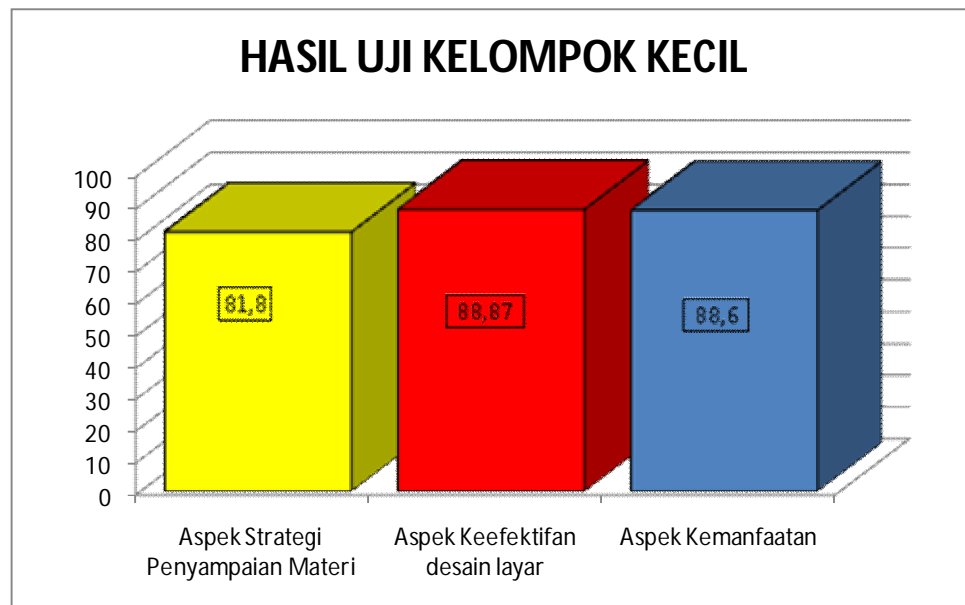 HASIL UJI KELOMPOK KECIL
100
90
80
70
60
50
40
30
20
10
0
81,8
88,87
88,6
Aspek Strategi
Penyampaian Materi
Aspek Keefektifan
desain layar
Aspek Kemanfaatan